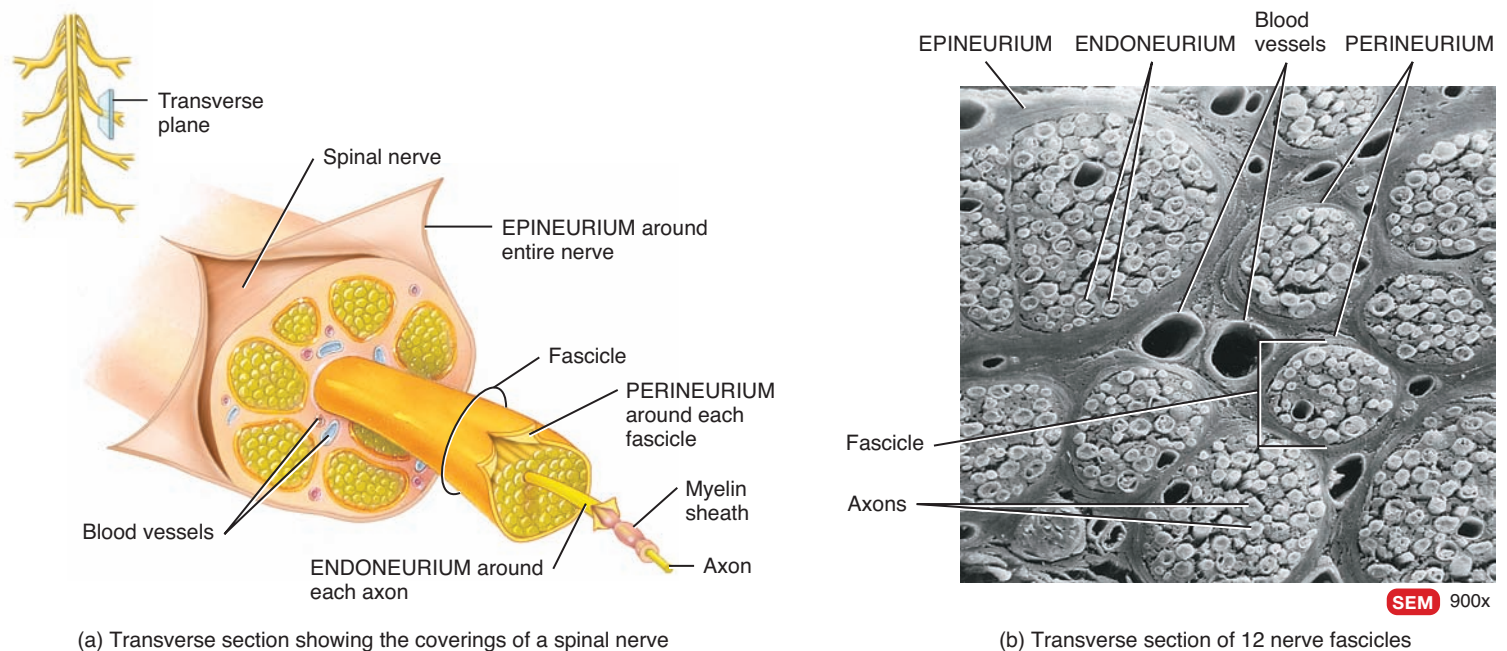 Transverse
plane
Spinal nerve
EPINEURIUM around
entire nerve
Fascicle
PERINEURIUM
around each
fascicle
Myelin
sheath
Axon
Blood vessels
ENDONEURIUM around
each axon
(a) Transverse section showing the coverings of a spinal nerve
EPINEURIUM
ENDONEURIUM
Blood
vessels
PERINEURIUM
Fascicle
Axons
SEM 900x
(b) Transverse section of 12 nerve fascicles